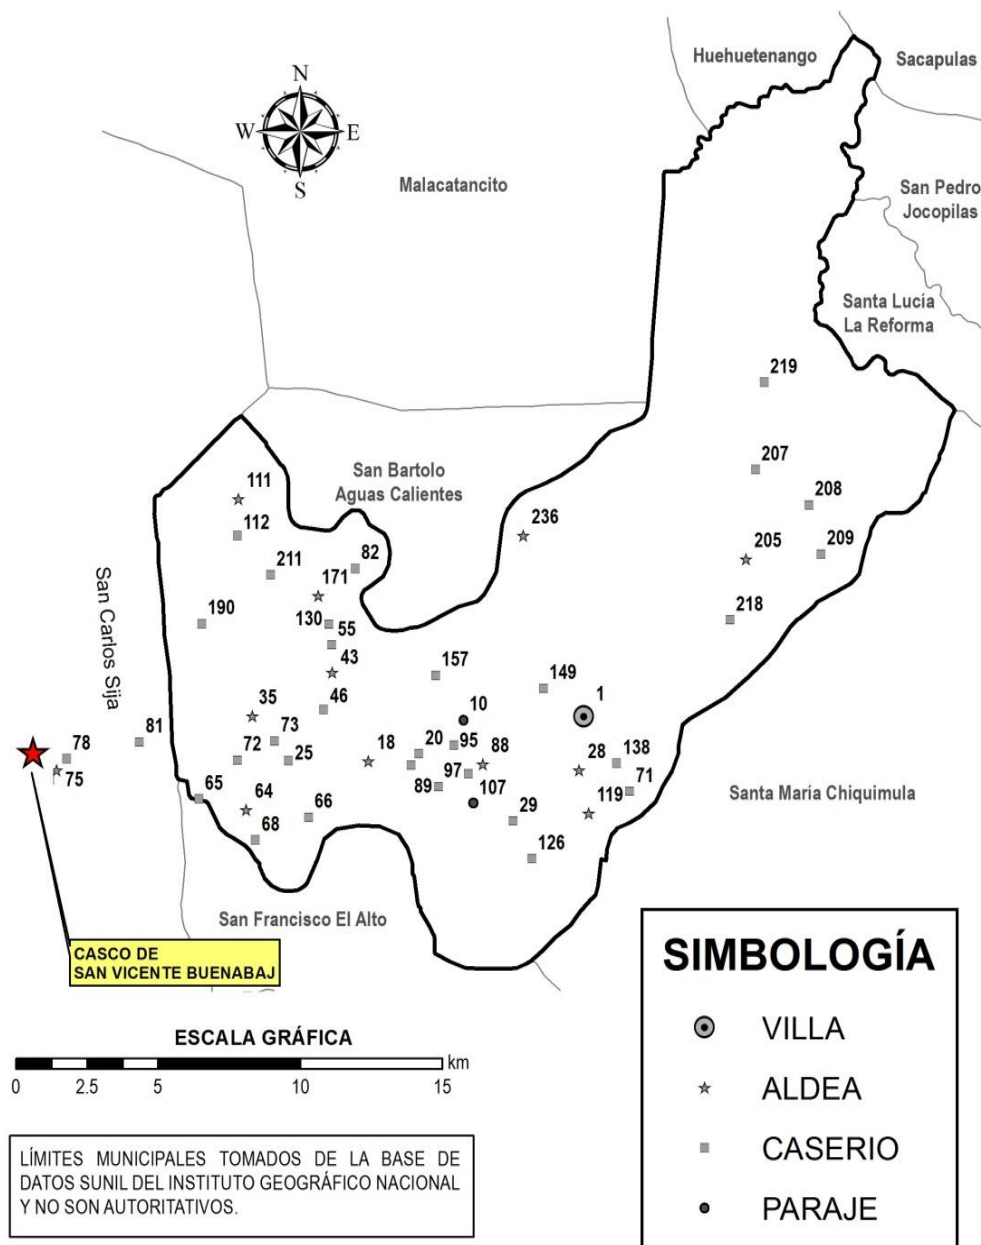 Huehuetenango
Sacapulas
N
W
E
S
Malacatancito
San Pedro
Jocopilas
Santa Lucía
La Reforma
219
San Bartolo
Aguas Calientes
207
111
208
236
112
205
209
82
211
171
San Carlos Sija
218
190
130
55
43
157
149
1
35
46
10
73
81
78
72
25
18
20
95
88
28
138
75
97
71
65
64
66
89
107
29
119
Santa María Chiquimula
68
126
San Francisco El Alto
CASCO DE
SAN VICENTE BUENABAJ
SIMBOLOGÍA
VILLA
ALDEA
CASERIO
PARAJE
ESCALA GRÁFICA
km
0 2.5 5 10 15
LÍMITES MUNICIPALES TOMADOS DE LA BASE DE
DATOS SUNIL DEL INSTITUTO GEOGRÁFICO NACIONAL
Y NO SON AUTORITATIVOS.